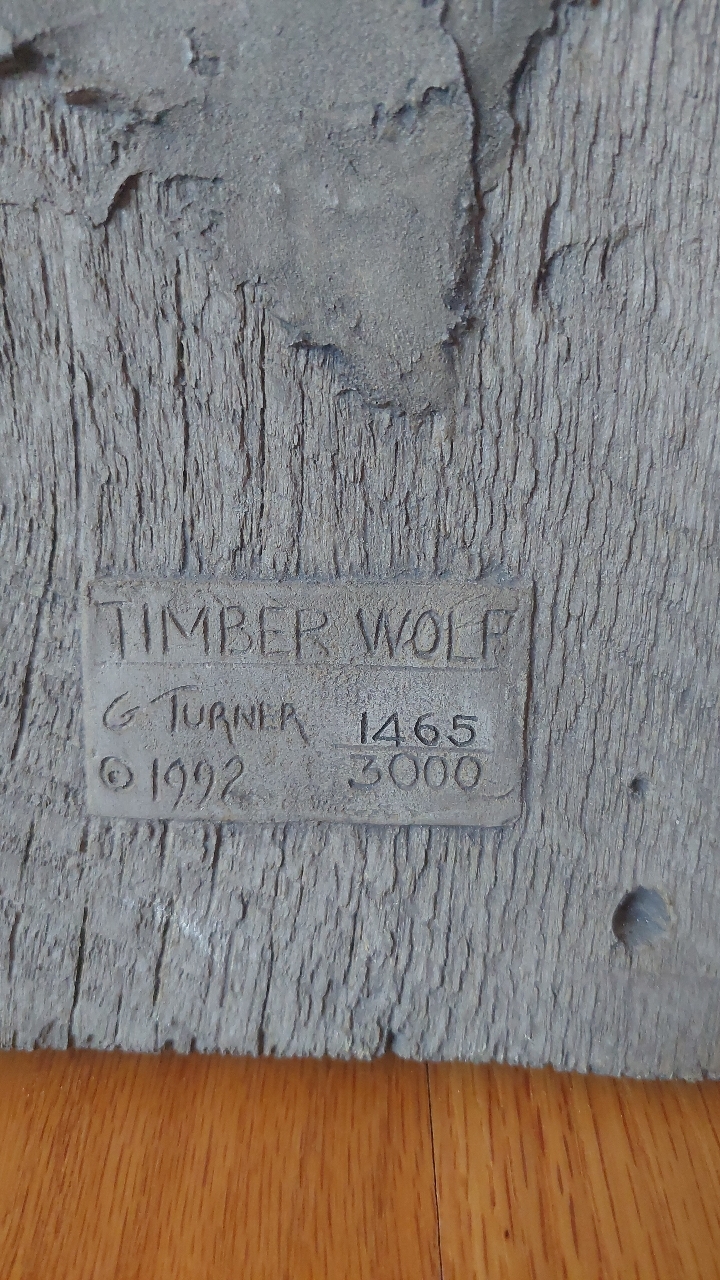 TIMBER WOLF
G TURNER 1465
© 1992 3000